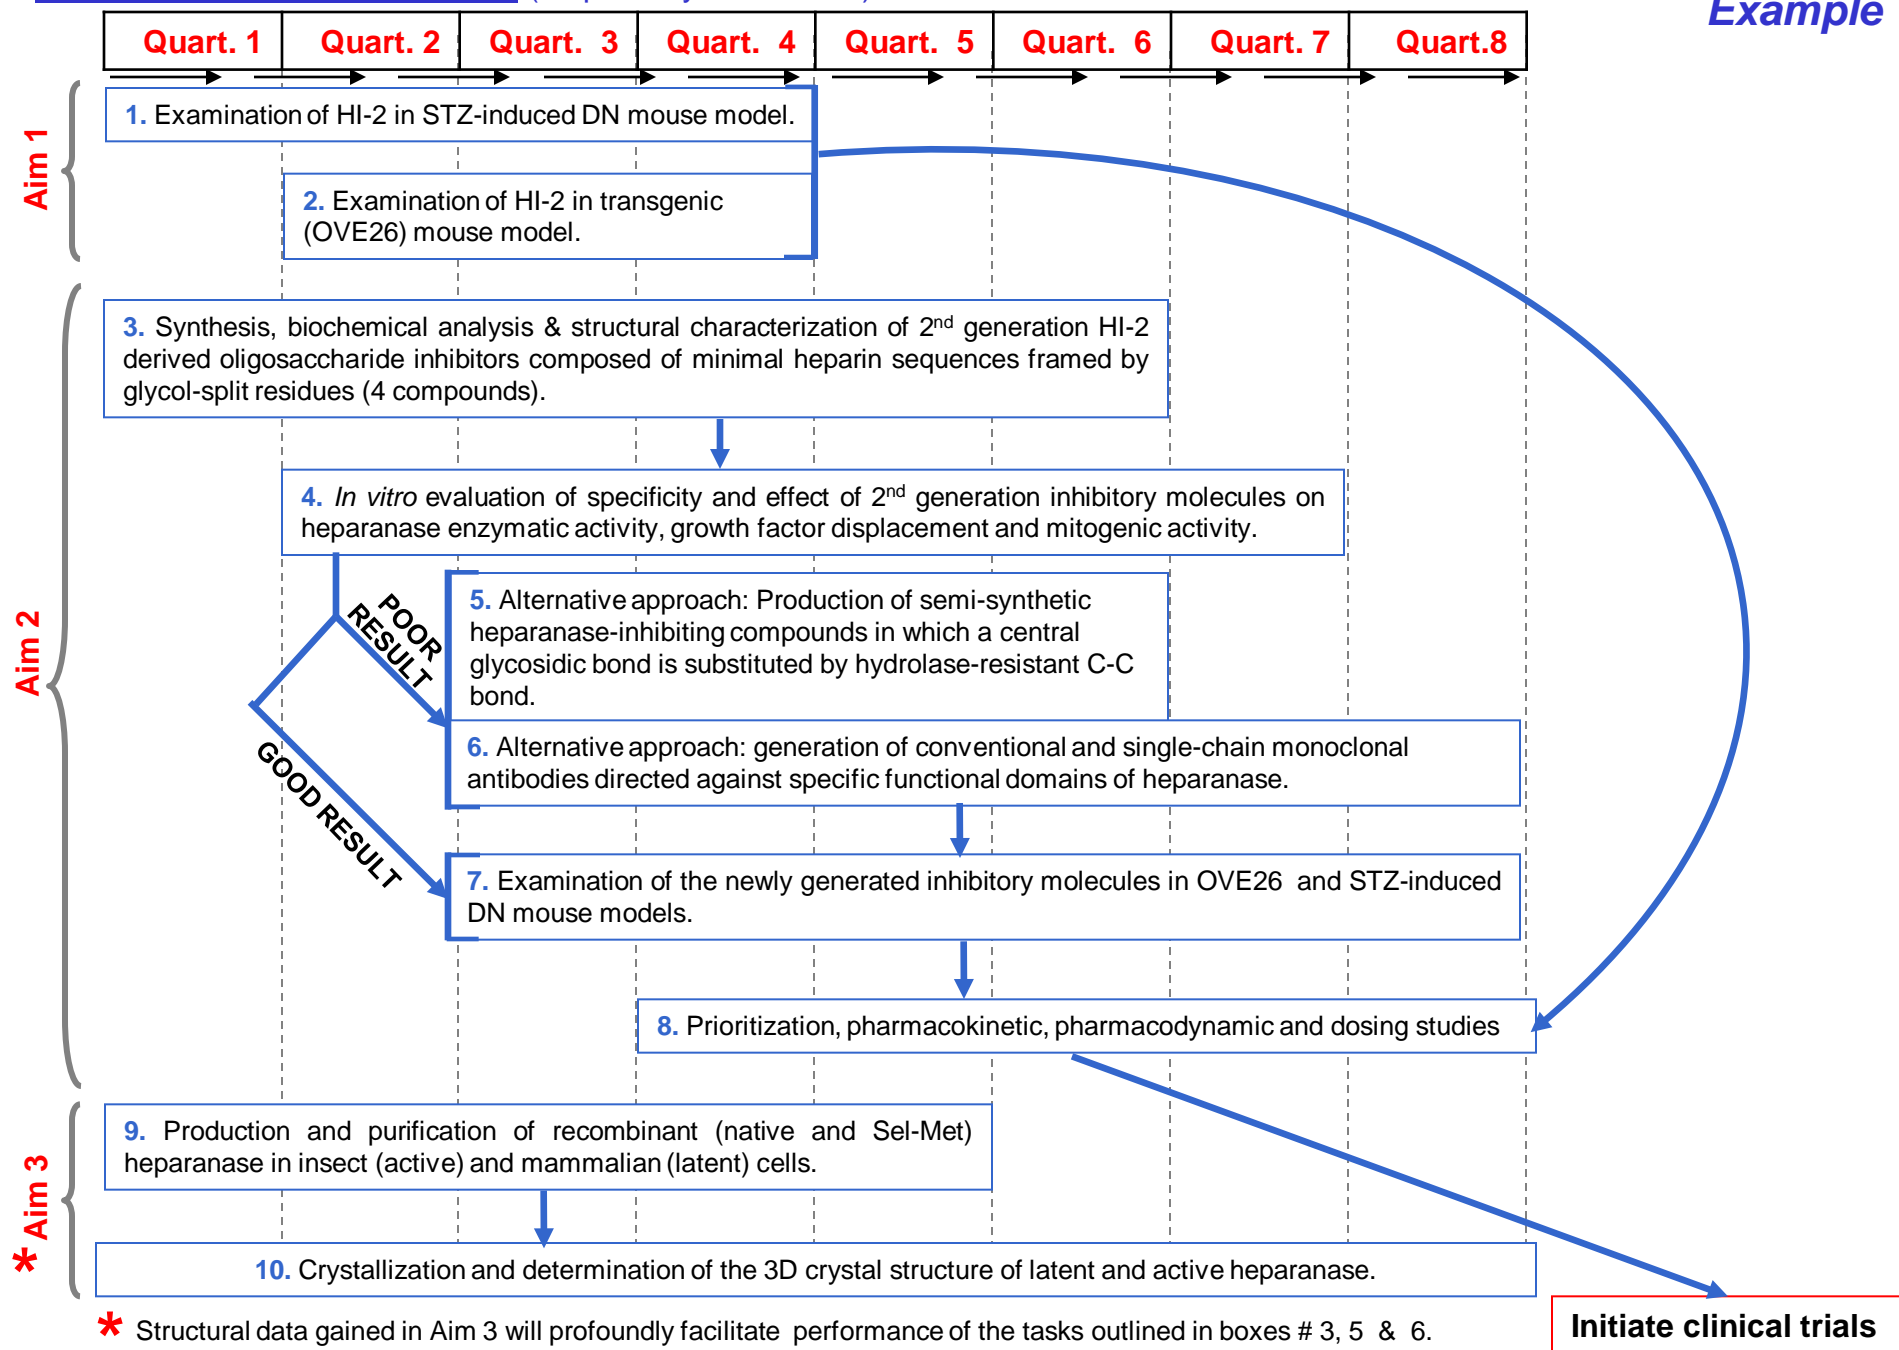 Example
Quart. 1 Quart. 2 Quart. 3 Quart. 4 Quart. 5 Quart. 6 Quart. 7 Quart.8
Aim 1
1. Examination of HI-2 in STZ-induced DN mouse model.
2. Examination of HI-2 in transgenic
(OVE26) mouse model.
Aim 2
3. Synthesis, biochemical analysis & structural characterization of 2nd generation HI-2
derived oligosaccharide inhibitors composed of minimal heparin sequences framed by
glycol-split residues (4 compounds).
4. In vitro evaluation of specificity and effect of 2nd generation inhibitory molecules on
heparanase enzymatic activity, growth factor displacement and mitogenic activity.
POOR
RESULT
5. Alternative approach: Production of semi-synthetic
heparanase-inhibiting compounds in which a central
glycosidic bond is substituted by hydrolase-resistant C-C
bond.
6. Alternative approach: generation of conventional and single-chain monoclonal
antibodies directed against specific functional domains of heparanase.
GOOD RESULT
7. Examination of the newly generated inhibitory molecules in OVE26 and STZ-induced
DN mouse models.
8. Prioritization, pharmacokinetic, pharmacodynamic and dosing studies
* Aim 3
9. Production and purification of recombinant (native and Sel-Met)
heparanase in insect (active) and mammalian (latent) cells.
10. Crystallization and determination of the 3D crystal structure of latent and active heparanase.
* Structural data gained in Aim 3 will profoundly facilitate performance of the tasks outlined in boxes # 3, 5 & 6.
Initiate clinical trials